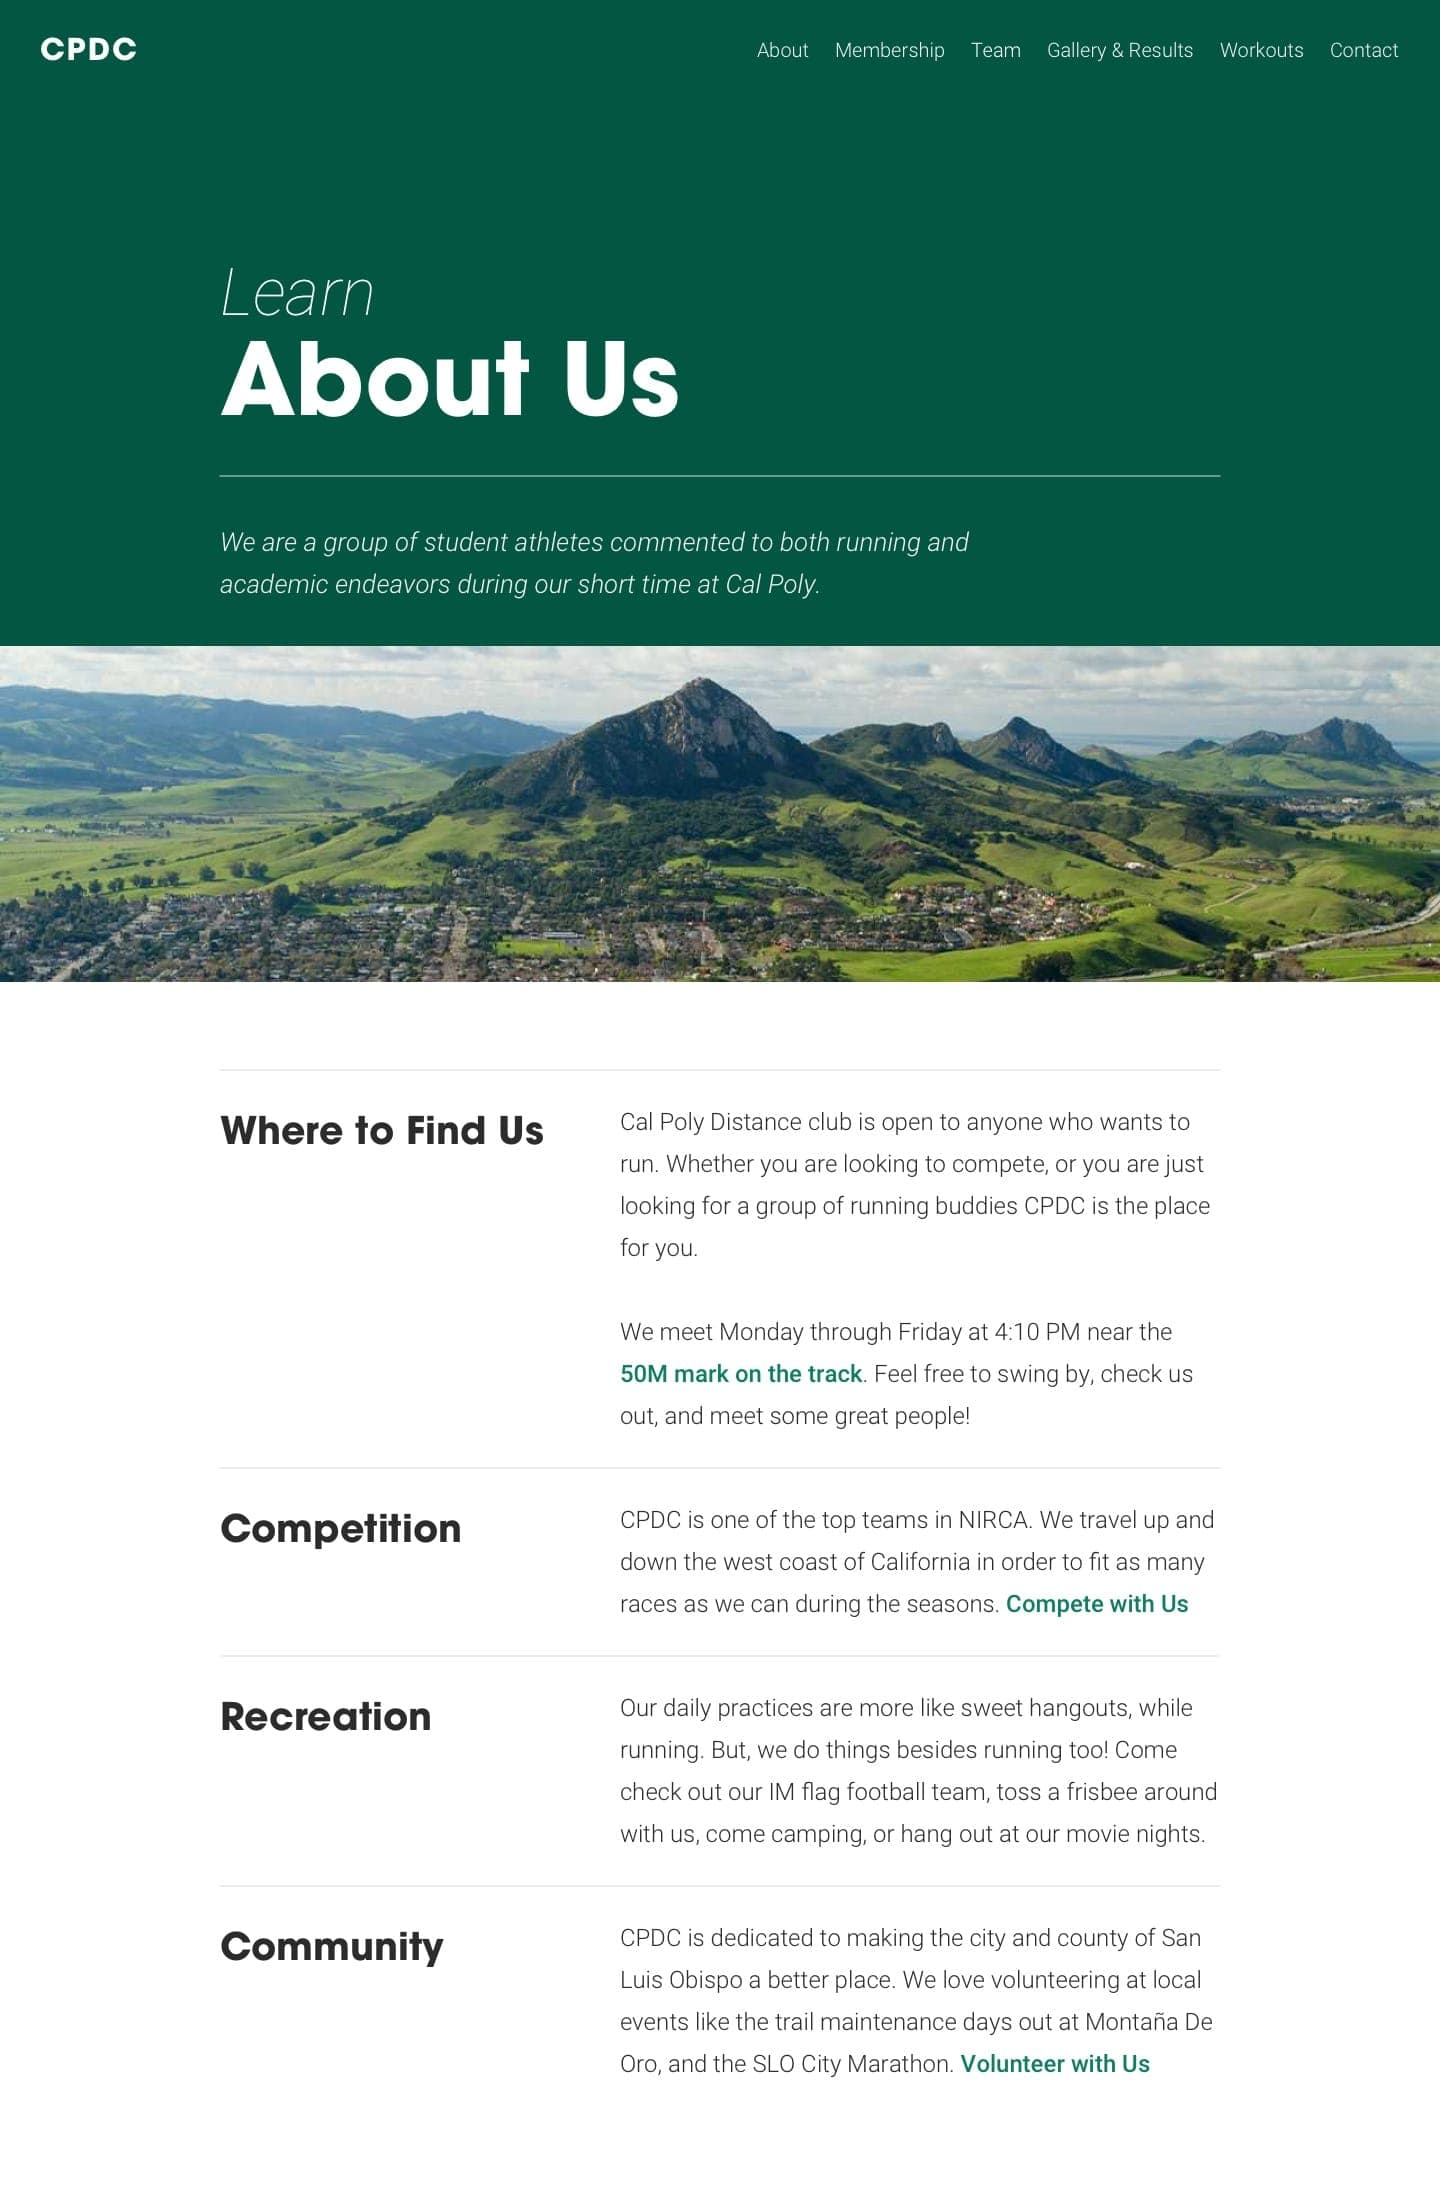 CPDC
About Membership Team Gallery & Results Workouts Contact
Learn
About Us
We are a group of student athletes commented to both running and
academic endeavors during our short time at Cal Poly.
Where to Find Us
Cal Poly Distance club is open to anyone who wants to
run. Whether you are looking to compete, or you are just
looking for a group of running buddies CPDC is the place
for you.
We meet Monday through Friday at 4:10 PM near the
50M mark on the track. Feel free to swing by, check us
out, and meet some great people!
Competition
CPDC is one of the top teams in NIRCA. We travel up and
down the west coast of California in order to fit as many
races as we can during the seasons. Compete with Us
Recreation
Our daily practices are more like sweet hangouts, while
running. But, we do things besides running too! Come
check out our IM flag football team, toss a frisbee around
with us, come camping, or hang out at our movie nights.
Community
CPDC is dedicated to making the city and county of San
Luis Obispo a better place. We love volunteering at local
events like the trail maintenance days out at Montaña De
Oro, and the SLO City Marathon. Volunteer with Us